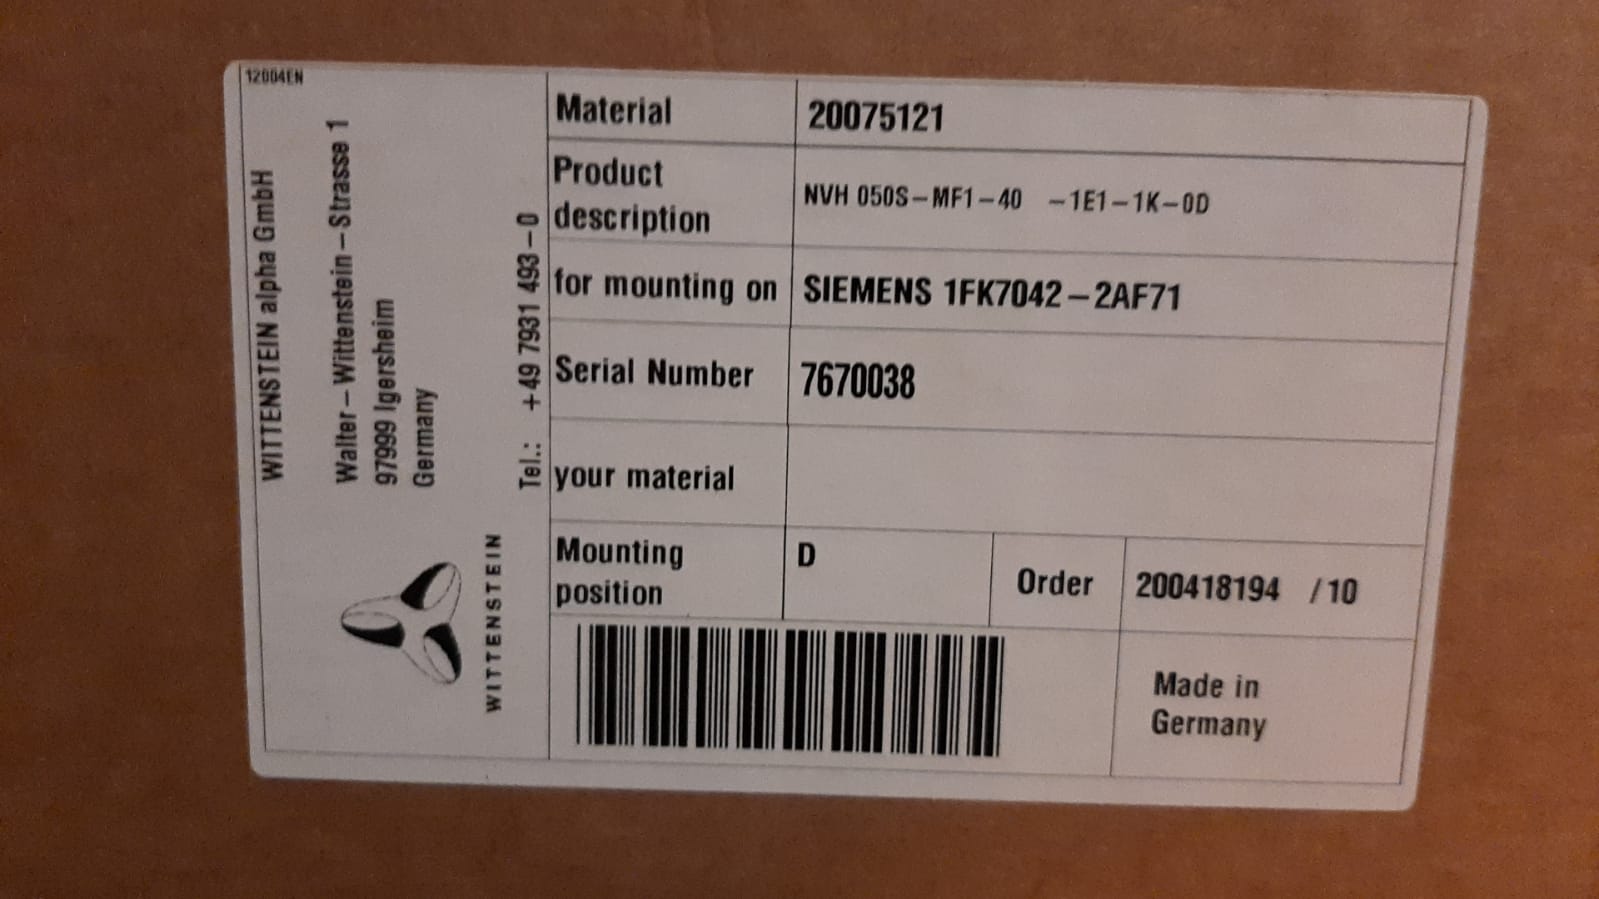 12004EN
WITTENSTEIN alpha GmbH
Walter-Wittenstein-Strasse 1
97999 Igersheim
Germany
Tel.: +49 7931 493-0
WITTENSTEIN
Material 20075121
Product
description NVH 050S-MF1-40 -1E1-1K-0D
for mounting on SIEMENS 1FK7042-2AF71
Serial Number 7670038
your material
Mounting
position D Order 200418194 /10
Made in
Germany